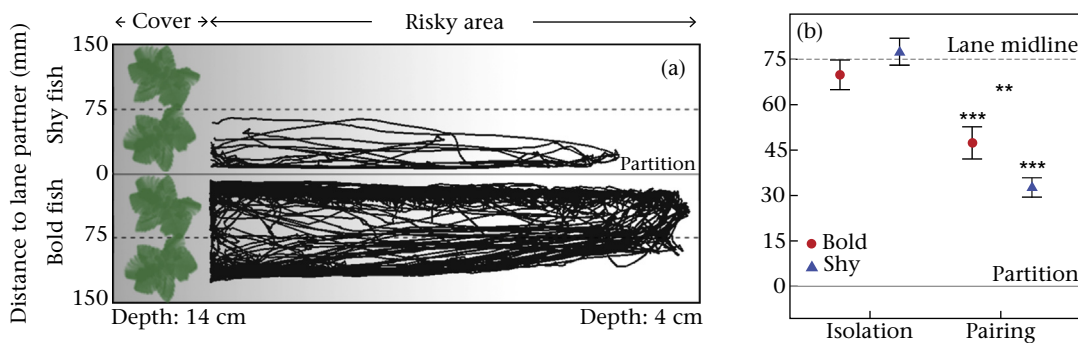 Cover
Risky area
Distance to lane partner (mm)
Shy fish
Bold fish
150
75
0
75
150
(a)
Partition
Depth: 14 cm
Depth: 4 cm
(b)
Lane midline
75
60
45
30
15
0
**
***
***
Bold
Shy
Partition
Isolation
Pairing